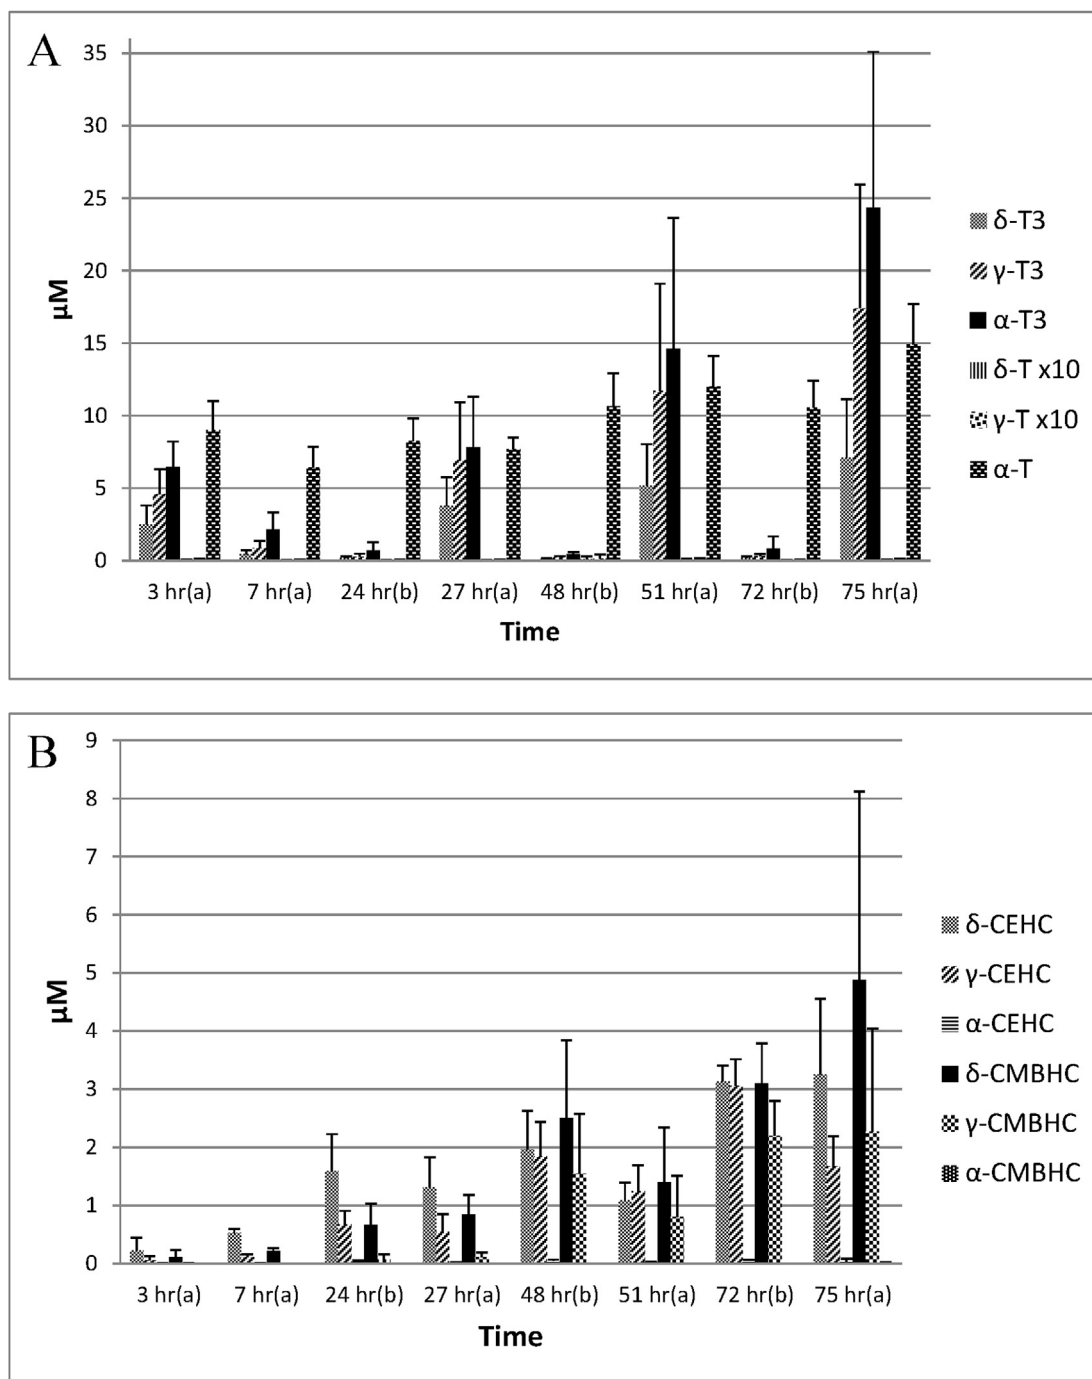 A
35
30
25
20
15
10
5
0
µM
3 hr(a) 7 hr(a) 24 hr(b) 27 hr(a) 48 hr(b) 51 hr(a) 72 hr(b) 75 hr(a)
Time
δ-T3
γ-T3
α-T3
δ-T x10
γ-T x10
α-T
B
9
8
7
6
5
4
3
2
1
0
µM
3 hr(a) 7 hr(a) 24 hr(b) 27 hr(a) 48 hr(b) 51 hr(a) 72 hr(b) 75 hr(a)
Time
δ-CEHC
γ-CEHC
α-CEHC
δ-CMBHC
γ-CMBHC
α-CMBHC